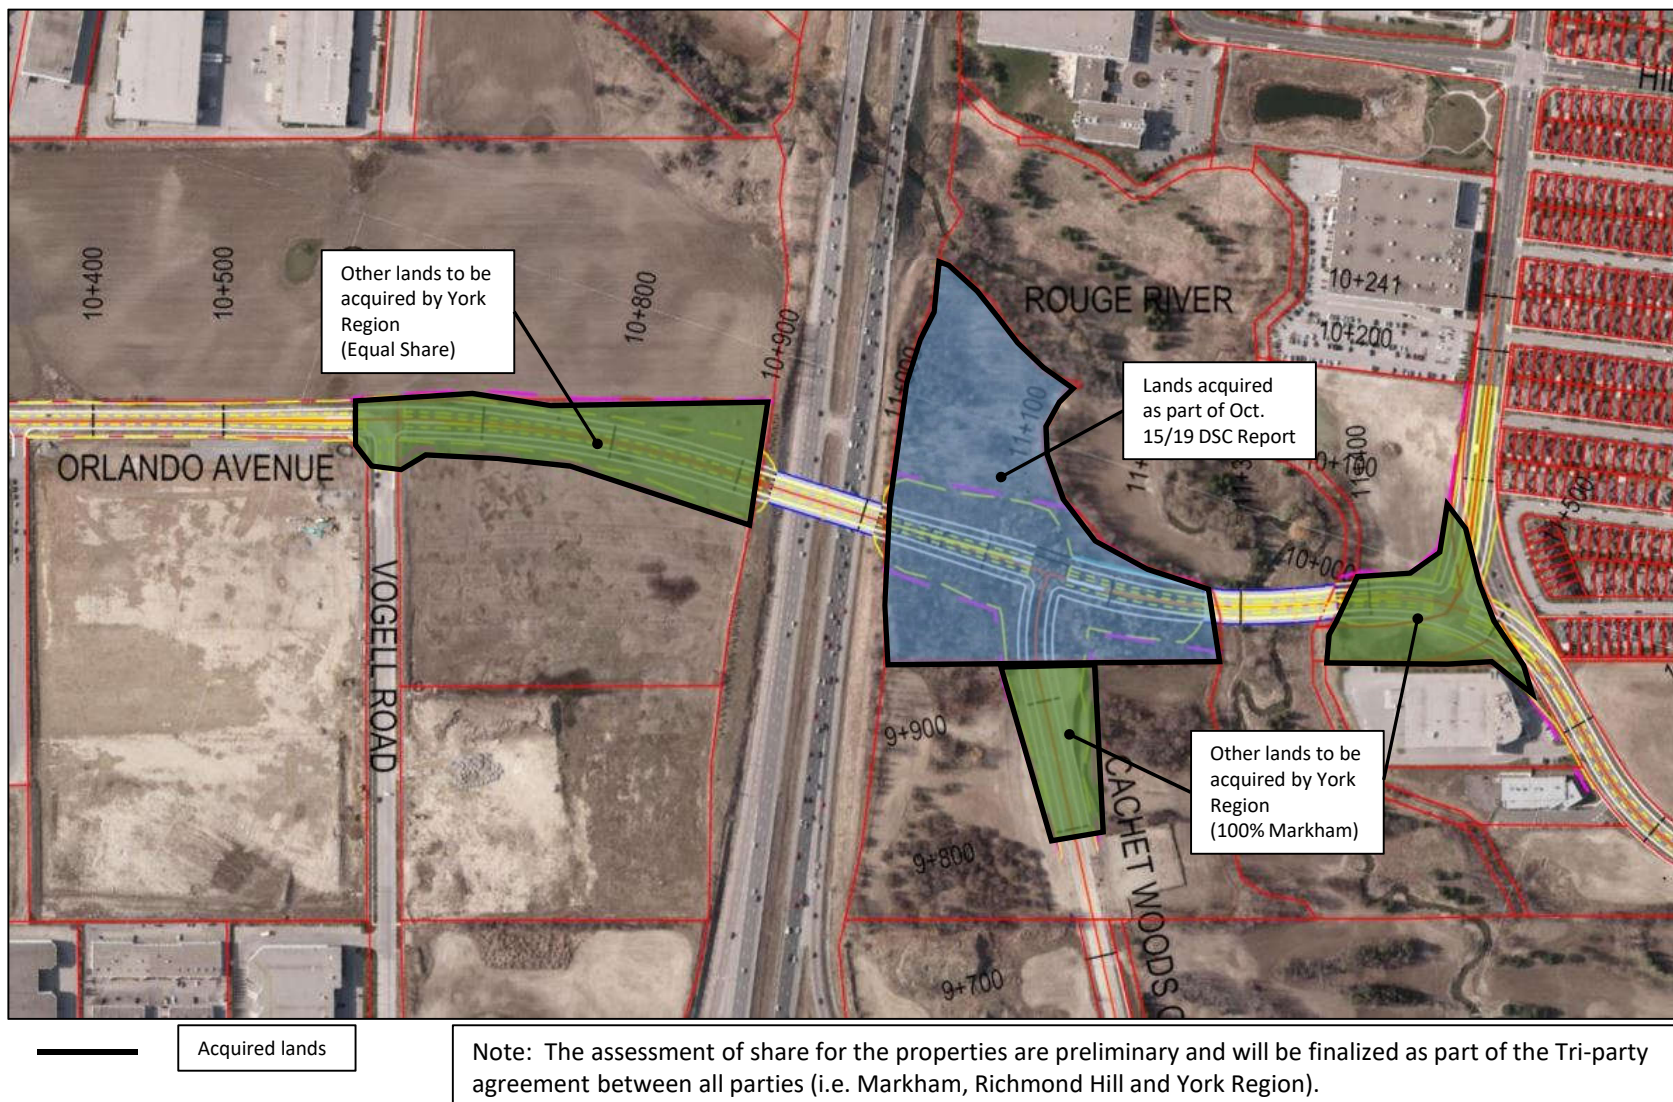 HI
10+400
10+500
Other lands to be
acquired by York
Region
(Equal Share)
10+800
10+900
ROUGE RIVER
10+241
10+200
11+100
Lands acquired
as part of Oct.
15/19 DSC Report
10+100
11+400
ORLANDO AVENUE
10+000
VOGELL ROAD
9+900
CACHET WOODS C
Other lands to be
acquired by York
Region
(100% Markham)
9+800
9+700
Acquired lands
Note: The assessment of share for the properties are preliminary and will be finalized as part of the Tri-party
agreement between all parties (i.e. Markham, Richmond Hill and York Region).